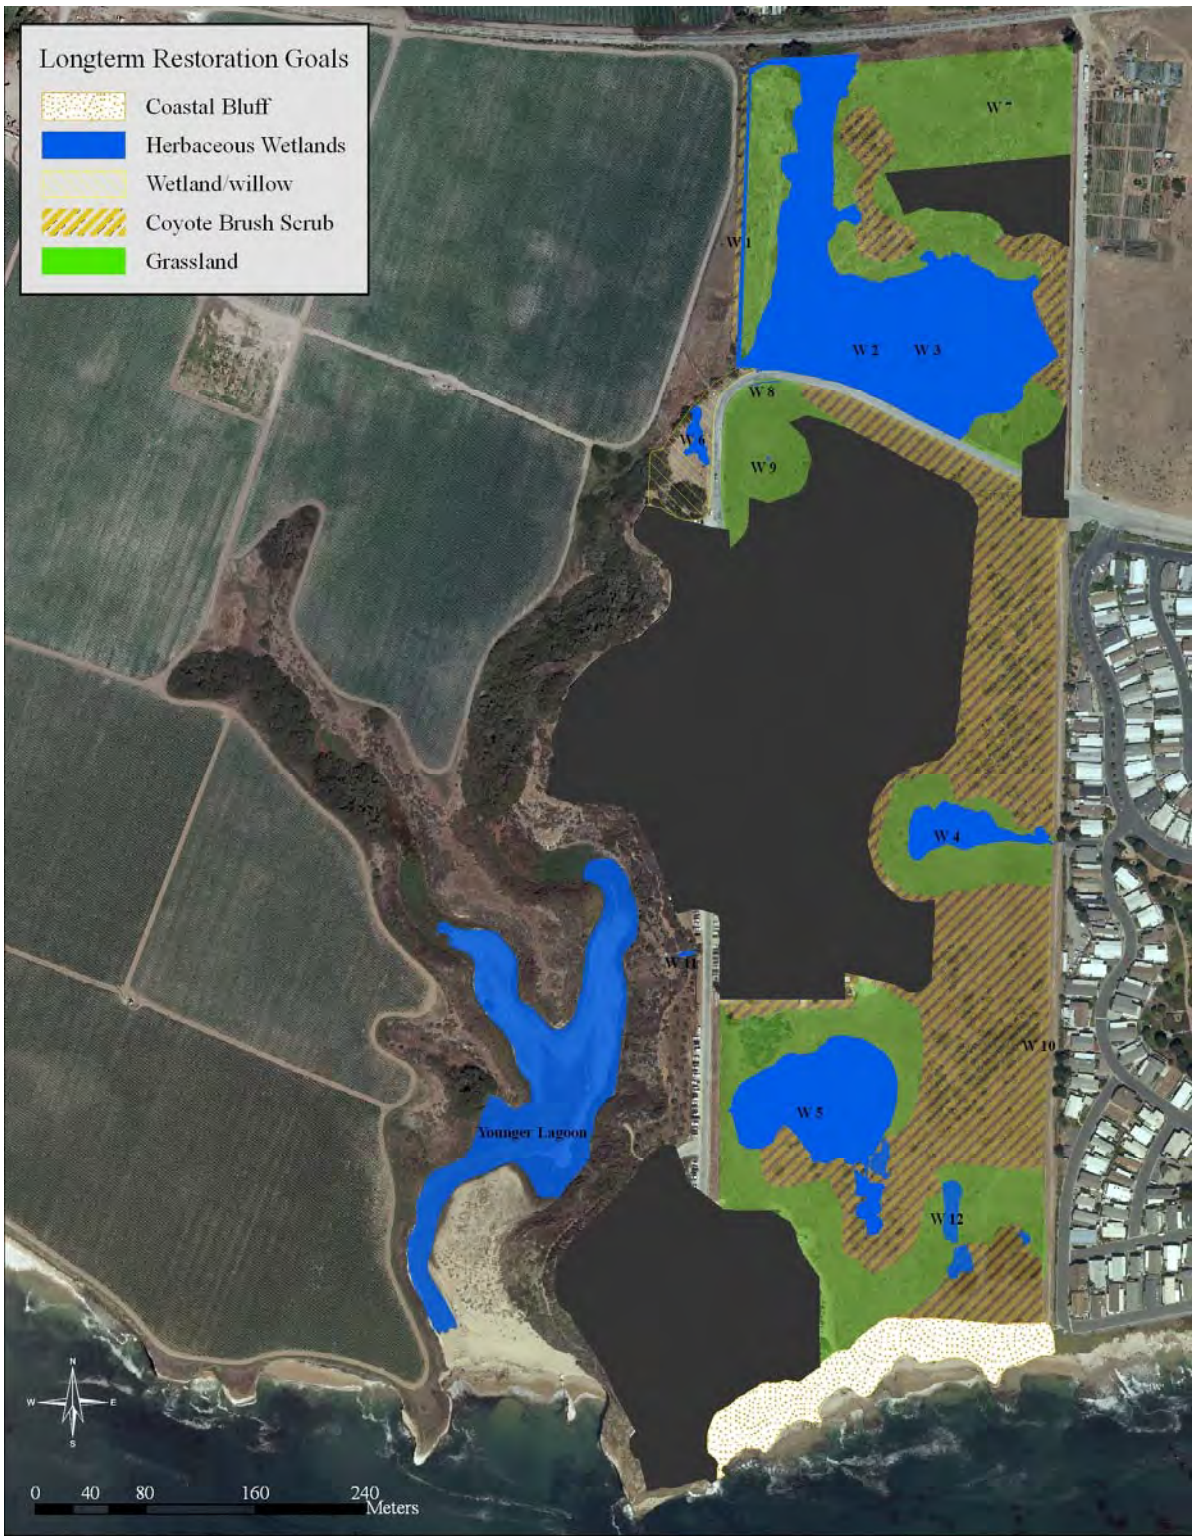 Longterm Restoration Goals
Coastal Bluff
Herbaceous Wetlands
Wetland/willow
Coyote Brush Scrub
Grassland
W 7
W 1
W 2
W 3
W 8
W 6
W 9
W 4
W 11
W 10
W 5
Younger Lagoon
W 12
N
W
E
S
0 40 80 160 240
Meters